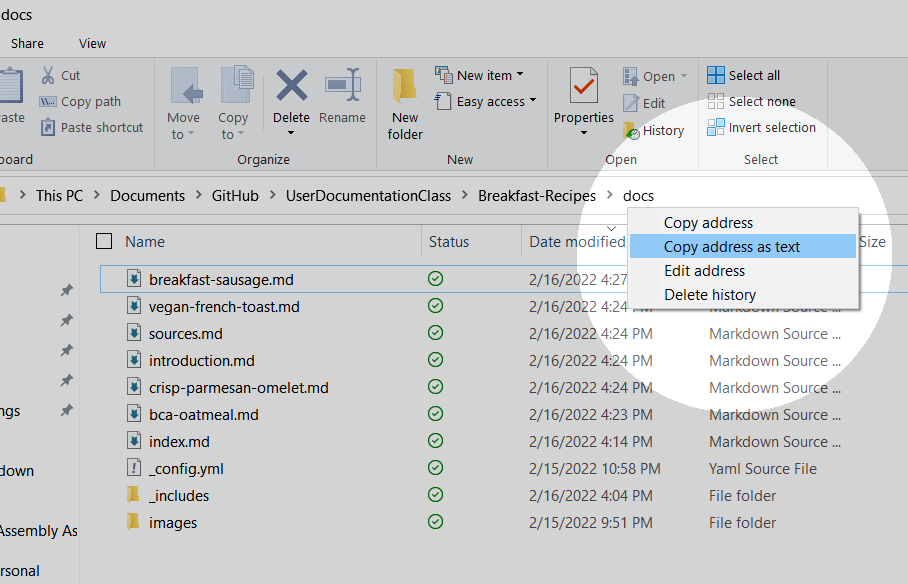 docs
Share View
Cut
Copy path
Paste shortcut
Move to
Copy to
Delete
Rename
New folder
New item
Easy access
Properties
Open
Edit
History
Select all
Select none
Invert selection
Organize
New
Open
Select
This PC > Documents > GitHub > UserDocumentationClass > Breakfast-Recipes > docs
Copy address
Copy address as text
Edit address
Delete history
Name Status Date modified Size
breakfast-sausage.md 2/16/2022 4:27
vegan-french-toast.md 2/16/2022 4:24 PM Markdown Source ...
sources.md 2/16/2022 4:24 PM Markdown Source ...
introduction.md 2/16/2022 4:24 PM Markdown Source ...
crisp-parmesan-omelet.md 2/16/2022 4:24 PM Markdown Source ...
bca-oatmeal.md 2/16/2022 4:23 PM Markdown Source ...
index.md 2/16/2022 4:14 PM Markdown Source ...
_config.yml 2/15/2022 10:58 PM Yaml Source File
_includes 2/16/2022 4:04 PM File folder
images 2/15/2022 9:51 PM File folder
Assembly As